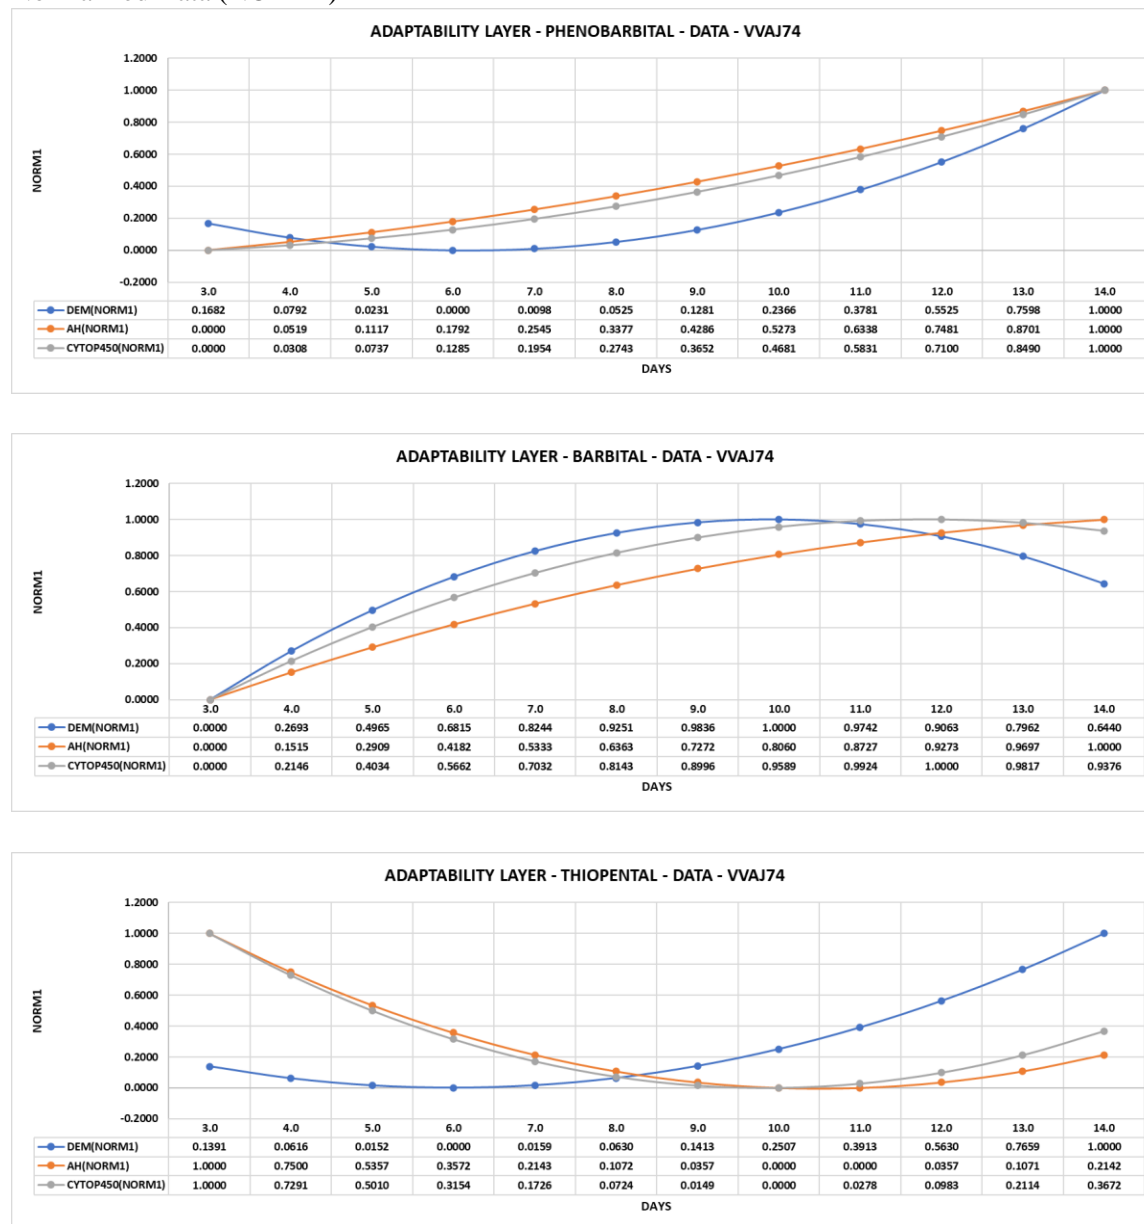 ADAPTABILITY LAYER - PHENOBARBITAL - DATA - VVAJ74
1.2000
1.0000
0.8000
0.6000
0.4000
0.2000
0.0000
-0.2000
NORM1
3.0 4.0 5.0 6.0 7.0 8.0 9.0 10.0 11.0 12.0 13.0 14.0
DEM(NORM1) 0.1682 0.0792 0.0231 0.0000 0.0098 0.0525 0.1281 0.2366 0.3781 0.5525 0.7598 1.0000
AH(NORM1) 0.0000 0.0519 0.1117 0.1792 0.2545 0.3377 0.4286 0.5273 0.6338 0.7481 0.8701 1.0000
CYTOP450(NORM1) 0.0000 0.0308 0.0737 0.1285 0.1954 0.2743 0.3652 0.4681 0.5831 0.7100 0.8490 1.0000
DAYS
ADAPTABILITY LAYER - BARBITAL - DATA - VVAJ74
1.2000
1.0000
0.8000
0.6000
0.4000
0.2000
0.0000
NORM1
3.0 4.0 5.0 6.0 7.0 8.0 9.0 10.0 11.0 12.0 13.0 14.0
DEM(NORM1) 0.0000 0.2693 0.4965 0.6815 0.8244 0.9251 0.9836 1.0000 0.9742 0.9063 0.7962 0.6440
AH(NORM1) 0.0000 0.1515 0.2909 0.4182 0.5333 0.6363 0.7272 0.8060 0.8727 0.9273 0.9697 1.0000
CYTOP450(NORM1) 0.0000 0.2146 0.4034 0.5662 0.7032 0.8143 0.8996 0.9589 0.9924 1.0000 0.9817 0.9376
DAYS
ADAPTABILITY LAYER - THIOPENTAL - DATA - VVAJ74
1.2000
1.0000
0.8000
0.6000
0.4000
0.2000
0.0000
-0.2000
NORM1
3.0 4.0 5.0 6.0 7.0 8.0 9.0 10.0 11.0 12.0 13.0 14.0
DEM(NORM1) 0.1391 0.0616 0.0152 0.0000 0.0159 0.0630 0.1413 0.2507 0.3913 0.5630 0.7659 1.0000
AH(NORM1) 1.0000 0.7500 0.5357 0.3572 0.2143 0.1072 0.0357 0.0000 0.0000 0.0357 0.1071 0.2142
CYTOP450(NORM1) 1.0000 0.7291 0.5010 0.3154 0.1726 0.0724 0.0149 0.0000 0.0278 0.0983 0.2114 0.3672
DAYS